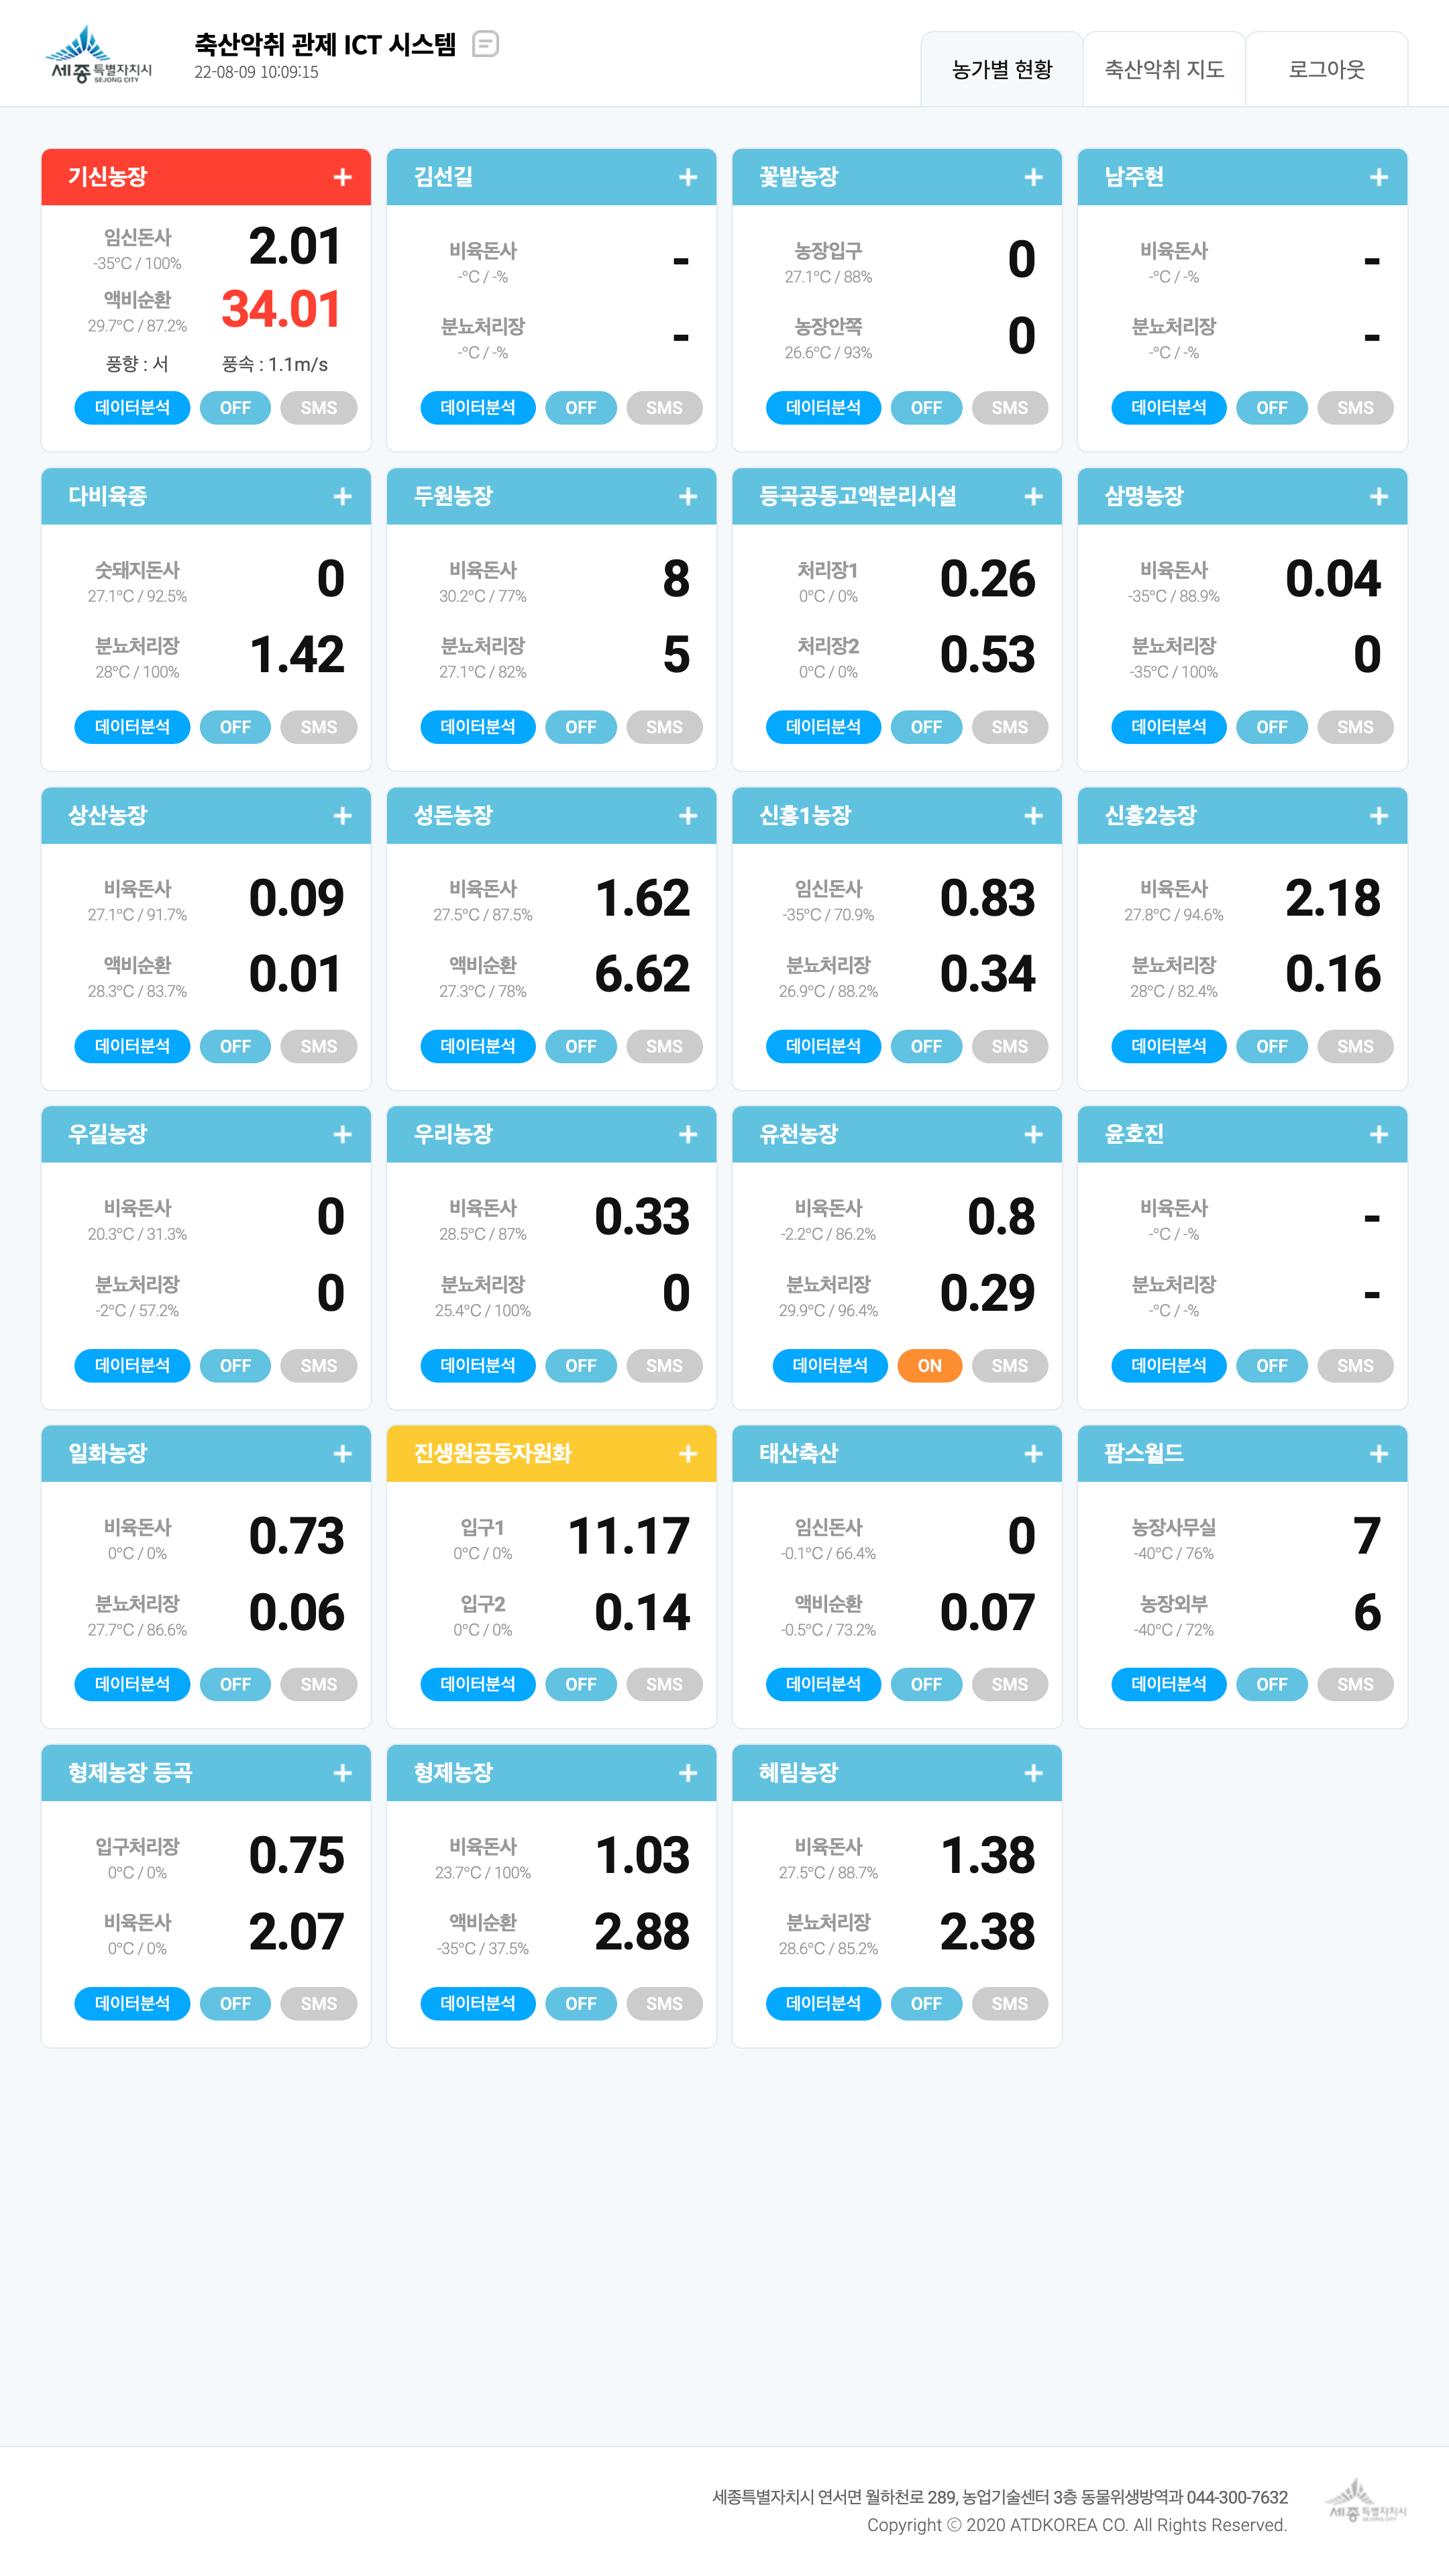 세종특별자치시
SEJONG CITY
축산악취 관제 ICT 시스템
22-08-09 10:09:15
농가별 현황
축산악취 지도
로그아웃
기신농장 +
임신돈사 2.01
-35°C / 100%
액비순환 34.01
29.7°C / 87.2%
풍향 : 서 풍속 : 1.1m/s
데이터분석 OFF SMS
김선길 +
비육돈사 -
-°C / -%
분뇨처리장 -
-°C / -%
데이터분석 OFF SMS
꽃밭농장 +
농장입구 0
27.1°C / 88%
농장안쪽 0
26.6°C / 93%
데이터분석 OFF SMS
남주현 +
비육돈사 -
-°C / -%
분뇨처리장 -
-°C / -%
데이터분석 OFF SMS
다비육종 +
숫돼지돈사 0
27.1°C / 92.5%
분뇨처리장 1.42
28°C / 100%
데이터분석 OFF SMS
두원농장 +
비육돈사 8
30.2°C / 77%
분뇨처리장 5
27.1°C / 82%
데이터분석 OFF SMS
등곡공동고액분리시설 +
처리장1 0.26
0°C / 0%
처리장2 0.53
0°C / 0%
데이터분석 OFF SMS
삼명농장 +
비육돈사 0.04
-35°C / 88.9%
분뇨처리장 0
-35°C / 100%
데이터분석 OFF SMS
상산농장 +
비육돈사 0.09
27.1°C / 91.7%
액비순환 0.01
28.3°C / 83.7%
데이터분석 OFF SMS
성돈농장 +
비육돈사 1.62
27.5°C / 87.5%
액비순환 6.62
27.3°C / 78%
데이터분석 OFF SMS
신흥1농장 +
임신돈사 0.83
-35°C / 70.9%
분뇨처리장 0.34
26.9°C / 88.2%
데이터분석 OFF SMS
신흥2농장 +
비육돈사 2.18
27.8°C / 94.6%
분뇨처리장 0.16
28°C / 82.4%
데이터분석 OFF SMS
우길농장 +
비육돈사 0
20.3°C / 31.3%
분뇨처리장 0
-2°C / 57.2%
데이터분석 OFF SMS
우리농장 +
비육돈사 0.33
28.5°C / 87%
분뇨처리장 0
25.4°C / 100%
데이터분석 OFF SMS
유천농장 +
비육돈사 0.8
-2.2°C / 86.2%
분뇨처리장 0.29
29.9°C / 96.4%
데이터분석 ON SMS
윤호진 +
비육돈사 -
-°C / -%
분뇨처리장 -
-°C / -%
데이터분석 OFF SMS
일화농장 +
비육돈사 0.73
0°C / 0%
분뇨처리장 0.06
27.7°C / 86.6%
데이터분석 OFF SMS
진생원공동자원화 +
입구1 11.17
0°C / 0%
입구2 0.14
0°C / 0%
데이터분석 OFF SMS
태산축산 +
임신돈사 0
-0.1°C / 66.4%
액비순환 0.07
-0.5°C / 73.2%
데이터분석 OFF SMS
팜스월드 +
농장사무실 7
-40°C / 76%
농장외부 6
-40°C / 72%
데이터분석 OFF SMS
형제농장 등곡 +
입구처리장 0.75
0°C / 0%
비육돈사 2.07
0°C / 0%
데이터분석 OFF SMS
형제농장 +
비육돈사 1.03
23.7°C / 100%
액비순환 2.88
-35°C / 37.5%
데이터분석 OFF SMS
혜림농장 +
비육돈사 1.38
27.5°C / 88.7%
분뇨처리장 2.38
28.6°C / 85.2%
데이터분석 OFF SMS
세종특별자치시 연서면 월하천로 289, 농업기술센터 3층 동물위생방역과 044-300-7632
Copyright ⓒ 2020 ATDKOREA CO. All Rights Reserved.
세종특별자치시
SEJONG CITY